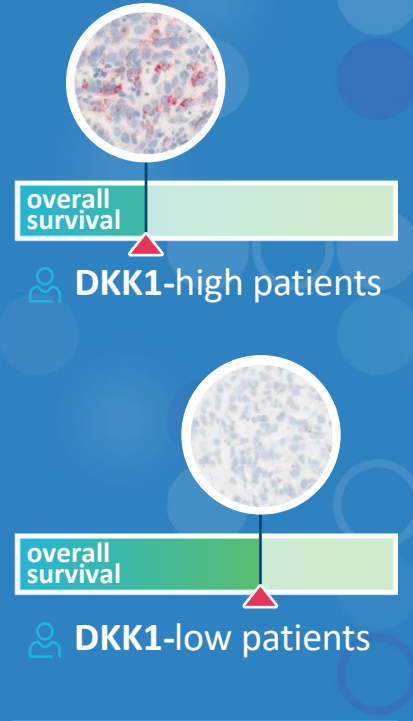 overall
survival
DKK1-high patients
overall
survival
DKK1-low patients